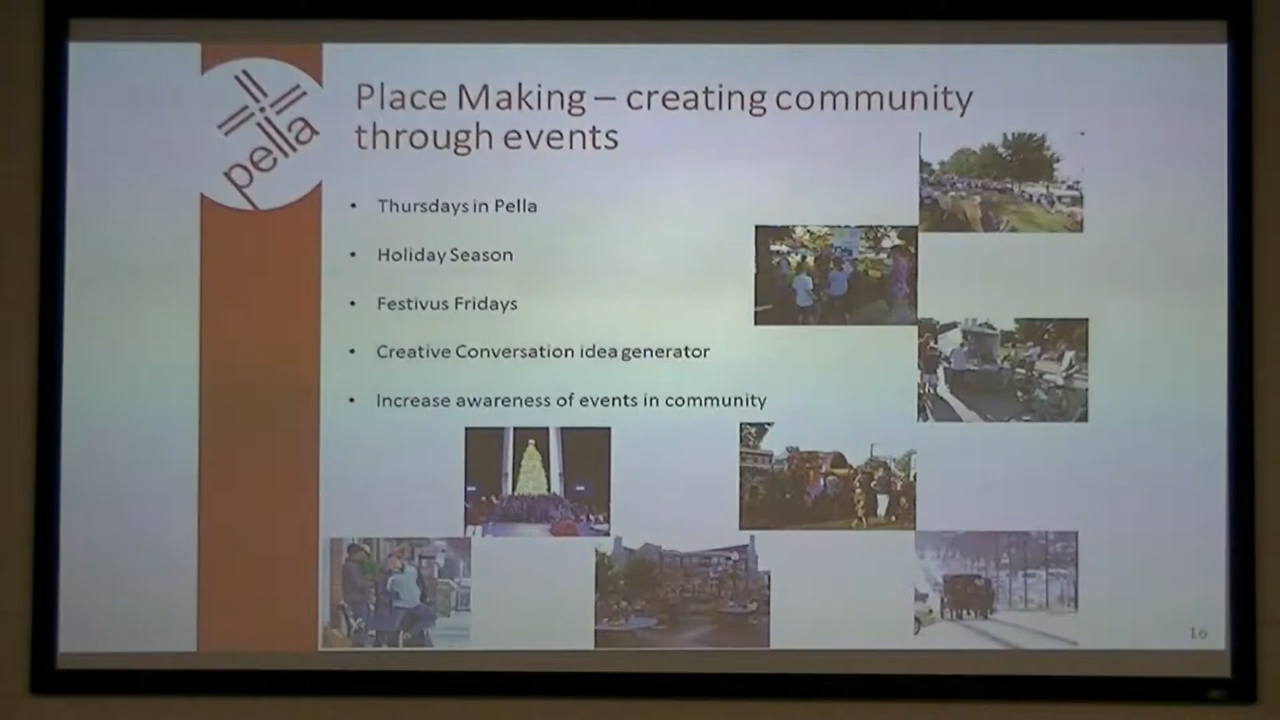 pella
Place Making – creating community
through events
• Thursdays in Pella
• Holiday Season
• Festivus Fridays
• Creative Conversation idea generator
• Increase awareness of events in community
16